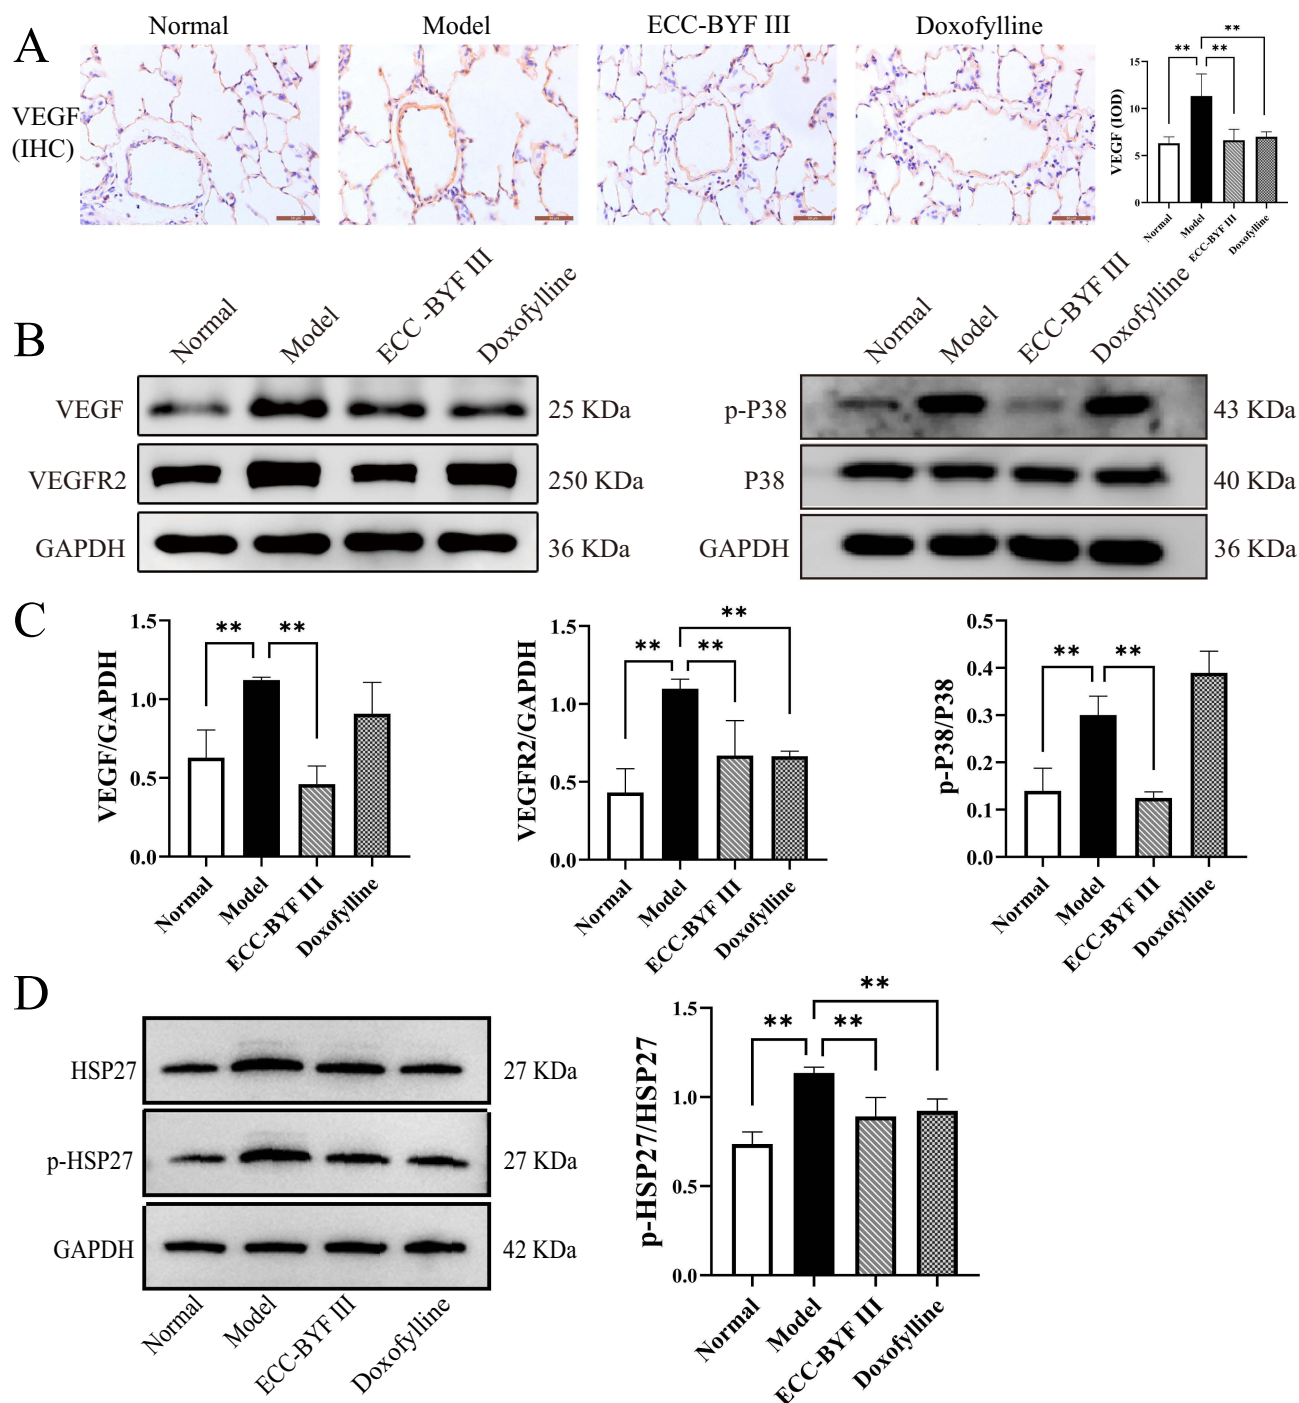 A
Normal
Model
ECC-BYF III
Doxofylline
VEGF
(IHC)
VEGF (IOD)
15
10
5
0
**
**
**
Normal
Model
ECC-BYF III
Doxofylline
B
Normal
Model
ECC -BYF III
Doxofylline
VEGF
25 KDa
VEGFR2
250 KDa
GAPDH
36 KDa
Normal
Model
ECC-BYF III
Doxofylline
p-P38
43 KDa
P38
40 KDa
GAPDH
36 KDa
C
VEGF/GAPDH
1.5
1.0
0.5
0.0
**
**
Normal
Model
ECC-BYF III
Doxofylline
VEGFR2/GAPDH
1.5
1.0
0.5
0.0
**
**
**
Normal
Model
ECC-BYF III
Doxofylline
p-P38/P38
0.5
0.4
0.3
0.2
0.1
0.0
**
**
Normal
Model
ECC-BYF III
Doxofylline
D
HSP27
27 KDa
p-HSP27
27 KDa
GAPDH
42 KDa
Normal
Model
ECC-BYF III
Doxofylline
p-HSP27/HSP27
1.5
1.0
0.5
0.0
**
**
**
Normal
Model
ECC-BYF III
Doxofylline